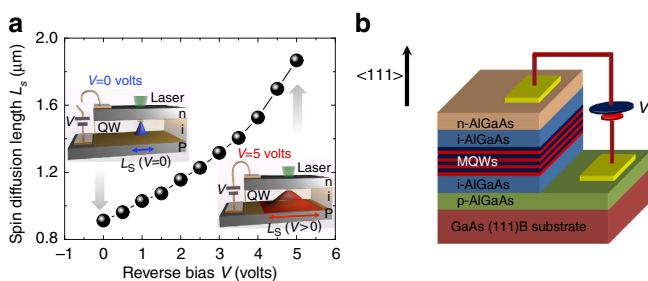 a
Spin diffusion length Ls (μm)
2.0
1.6
1.2
0.8
−1 0 1 2 3 4 5 6
Reverse bias V (volts)
V=0 volts
Laser
n
V
QW
i
P
LS (V=0)
V=5 volts
Laser
n
V
QW
i
P
LS (V>0)
b
<111>
V
n-AlGaAs
i-AlGaAs
MQWs
i-AlGaAs
p-AlGaAs
GaAs (111)B substrate